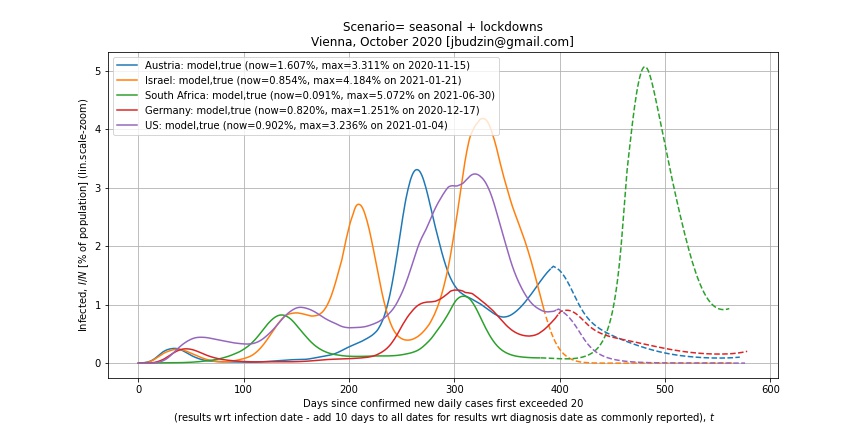 Scenario= seasonal + lockdowns
Vienna, October 2020 [jbudzin@gmail.com]
Austria: model,true (now=1.607%, max=3.311% on 2020-11-15)
Israel: model,true (now=0.854%, max=4.184% on 2021-01-21)
South Africa: model,true (now=0.091%, max=5.072% on 2021-06-30)
Germany: model,true (now=0.820%, max=1.251% on 2020-12-17)
US: model,true (now=0.902%, max=3.236% on 2021-01-04)
Infected, I/N [% of population] (lin.scale-zoom)
5
4
3
2
1
0
0 100 200 300 400 500 600
Days since confirmed new daily cases first exceeded 20
(results wrt infection date - add 10 days to all dates for results wrt diagnosis date as commonly reported), t